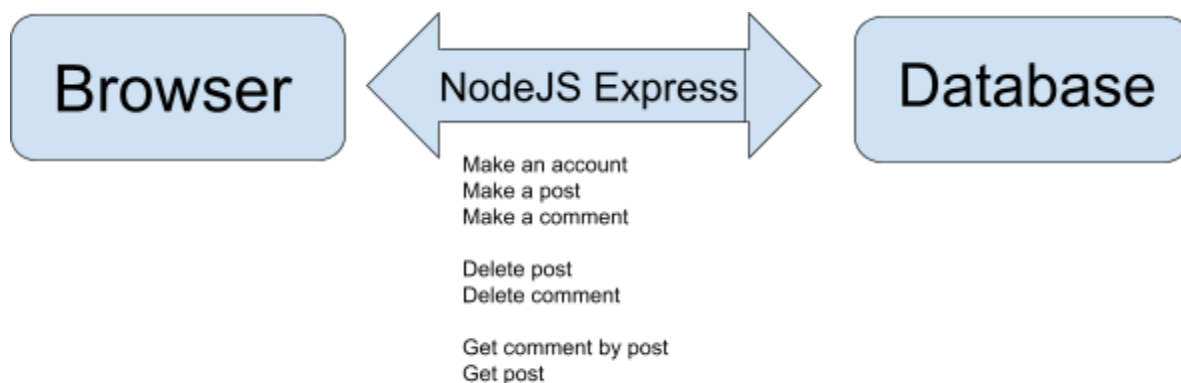 Browser
NodeJS Express
Database
Make an account
Make a post
Make a comment
Delete post
Delete comment
Get comment by post
Get post